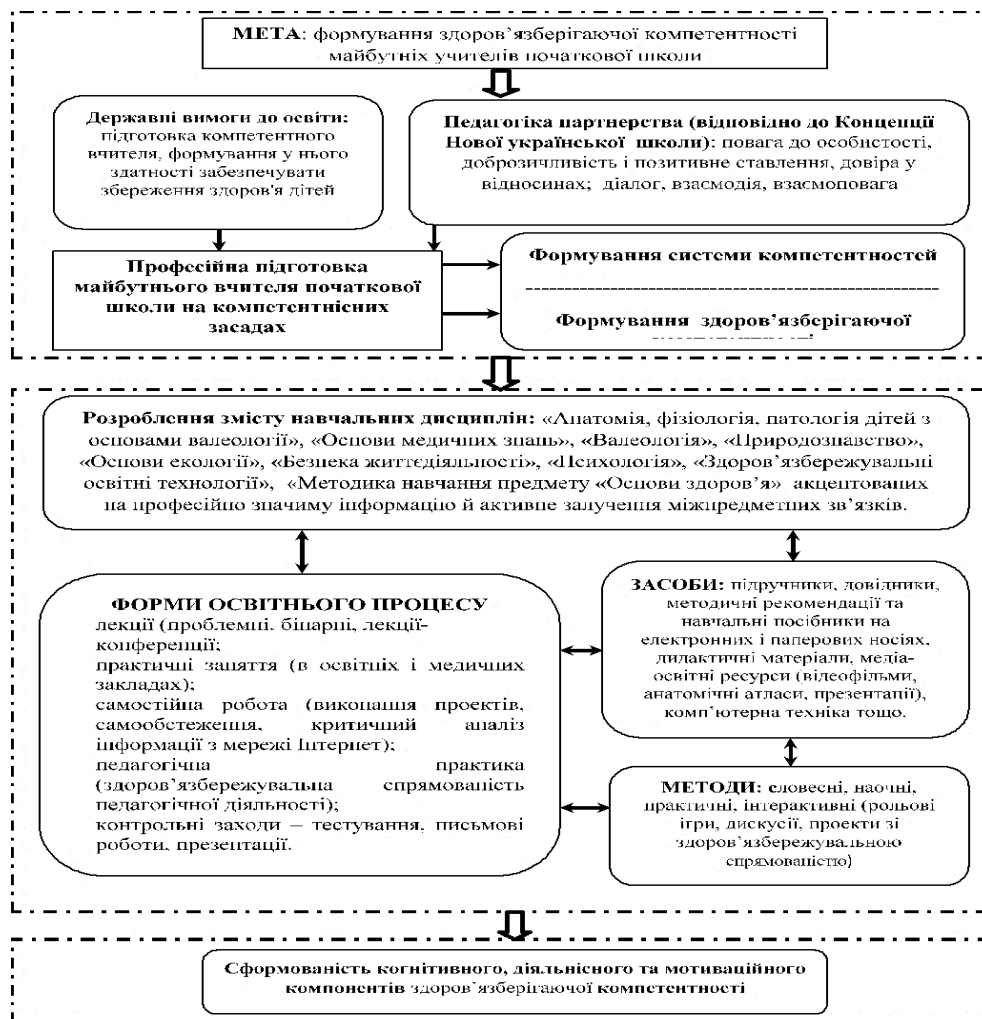 МЕТА: формування здоров’язберігаючої компетентності
майбутніх учителів початкової школи
Державні вимоги до освіти:
підготовка компетентного
вчителя, формування у нього
здатності забезпечувати
збереження здоров'я дітей
Педагогіка партнерства (відповідно до Концепції
Нової української школи): повага до особистості,
доброзичливість і позитивне ставлення, довіра у
відносинах; діалог, взаємодія, взаємоповага
Професійна підготовка
майбутнього вчителя початкової
школи на компетентнісних
засадах
Формування системи компетентностей
Формування здоров’язберігаючої
Розроблення змісту навчальних дисциплін: «Анатомія, фізіологія, патологія дітей з
основами валеології», «Основи медичних знань», «Валеологія», «Природознавство»,
«Основи екології», «Безпека життєдіяльності», «Психологія», «Здоров’язбережувальні
освітні технології», «Методика навчання предмету «Основи здоров’я» акцентованих
на професійно значиму інформацію й активне залучення міжпредметних зв’язків.
ФОРМИ ОСВІТНЬОГО ПРОЦЕСУ
лекції (проблемні, бінарні, лекції-
конференції;
практичні заняття (в освітніх і медичних
закладах);
самостійна робота (виконання проектів,
самообстеження, критичний аналіз
інформації з мережі Інтернет);
педагогічна практика
(здоров’язбережувальна спрямованість
педагогічної діяльності);
контрольні заходи – тестування, письмові
роботи, презентації.
ЗАСОБИ: підручники, довідники,
методичні рекомендації та
навчальні посібники на
електронних і паперових носіях,
дидактичні матеріали, медіа-
освітні ресурси (відеофільми,
анатомічні атласи, презентації),
комп’ютерна техніка тощо.
МЕТОДИ: словесні, наочні,
практичні, інтерактивні (рольові
ігри, дискусії, проекти зі
здоров’язбережувальною
спрямованістю)
Сформованість когнітивного, діяльнісного та мотиваційного
компонентів здоров’язберігаючої компетентності